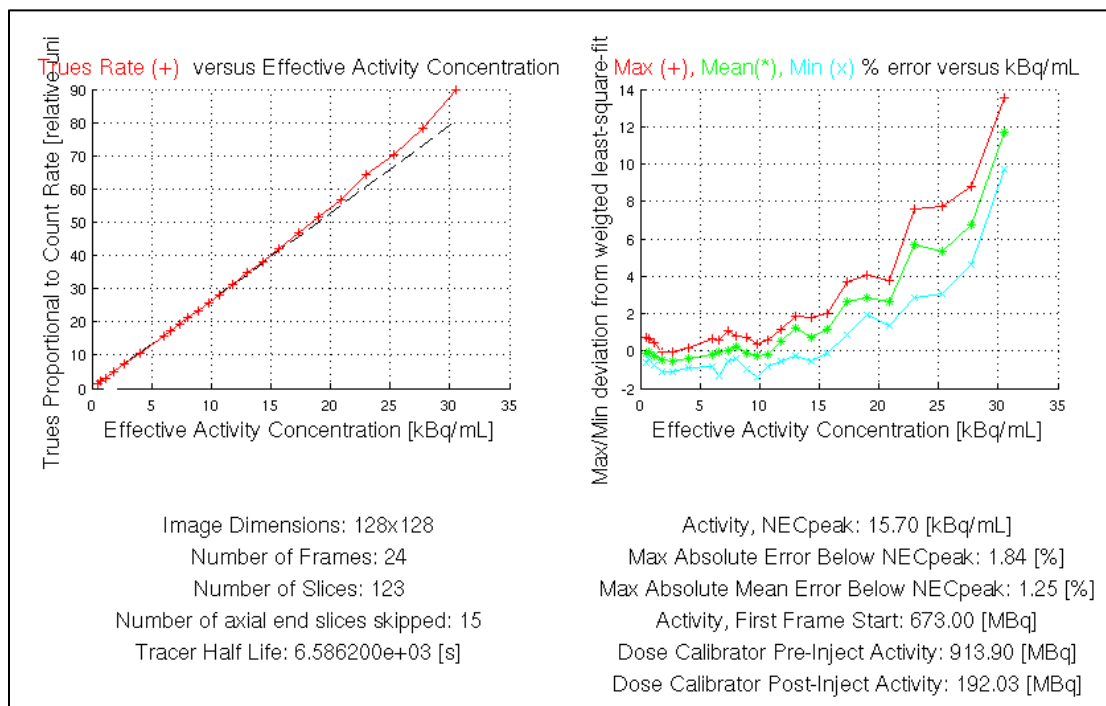 Trues Rate (+) versus Effective Activity Concentration
Trues Proportional to Count Rate [relative uni
90
80
70
60
50
40
30
20
10
0
0 5 10 15 20 25 30 35
Effective Activity Concentration [kBq/mL]
Max (+), Mean(*), Min (x) % error versus kBq/mL
Max/Min deviation from weigted least-square-fit
14
12
10
8
6
4
2
0
-2
0 5 10 15 20 25 30 35
Effective Activity Concentration [kBq/mL]
Image Dimensions: 128x128
Number of Frames: 24
Number of Slices: 123
Number of axial end slices skipped: 15
Tracer Half Life: 6.586200e+03 [s]
Activity, NECpeak: 15.70 [kBq/mL]
Max Absolute Error Below NECpeak: 1.84 [%]
Max Absolute Mean Error Below NECpeak: 1.25 [%]
Activity, First Frame Start: 673.00 [MBq]
Dose Calibrator Pre-Inject Activity: 913.90 [MBq]
Dose Calibrator Post-Inject Activity: 192.03 [MBq]